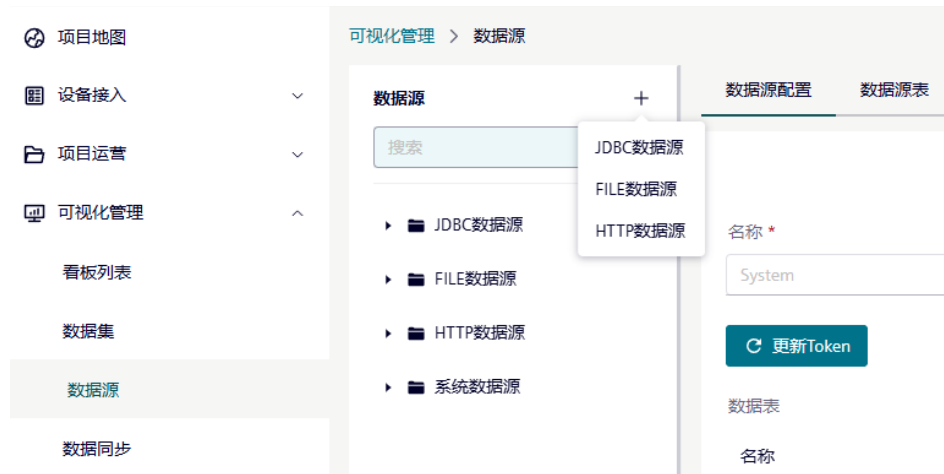 项目地图
设备接入
项目运营
可视化管理
看板列表
数据集
数据源
数据同步
可视化管理 > 数据源
数据源 +
搜索
JDBC数据源
FILE数据源
HTTP数据源
JDBC数据源
FILE数据源
HTTP数据源
系统数据源
数据源配置 数据源表
名称 *
System
更新Token
数据表
名称